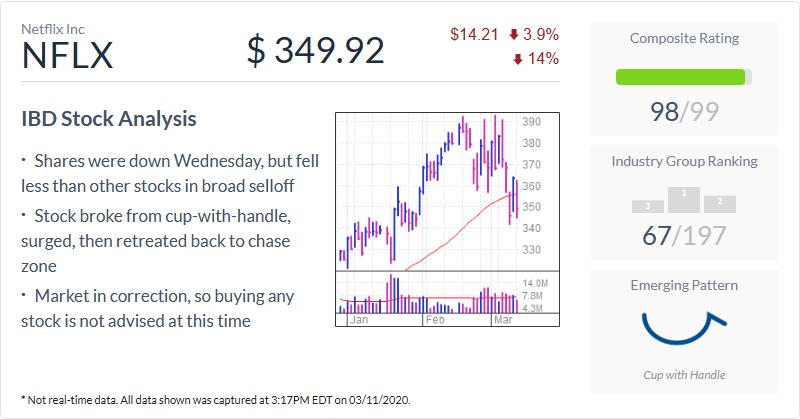 Netflix Inc
NFLX
$ 349.92
$14.21 3.9%
14%
IBD Stock Analysis
· Shares were down Wednesday, but fell
less than other stocks in broad selloff
· Stock broke from cup-with-handle,
surged, then retreated back to chase
zone
· Market in correction, so buying any
stock is not advised at this time
390
380
370
360
350
340
330
14.0M
7.8M
4.3M
Jan Feb Mar
Composite Rating
98/99
Industry Group Ranking
3 1 2
67/197
Emerging Pattern
Cup with Handle
* Not real-time data. All data shown was captured at 3:17PM EDT on 03/11/2020.